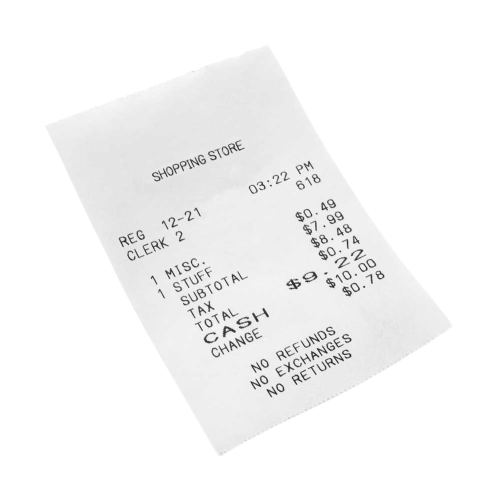 SHOPPING STORE
REG 12-21 03:22 PM
CLERK 2 618
1 MISC. $0.49
1 STUFF $7.99
SUBTOTAL $8.48
TAX $0.74
TOTAL $9.22
CASH $10.00
CHANGE $0.78
NO REFUNDS
NO EXCHANGES
NO RETURNS